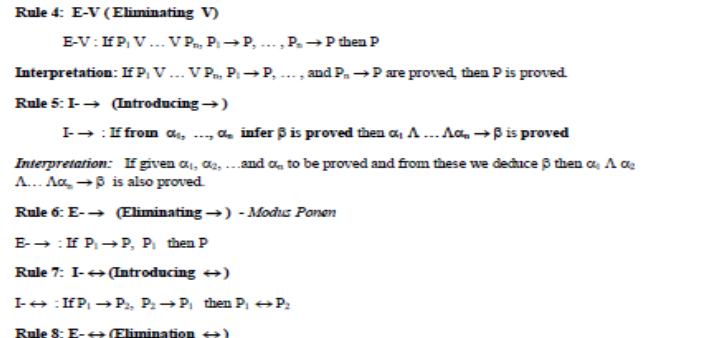 Rule 4: E-V ( Eliminating V)
E-V : If P₁ V … V Pₙ, P₁ → P, … , Pₙ → P then P
Interpretation: If P₁ V … V Pₙ, P₁ → P, … , and Pₙ → P are proved, then P is proved.
Rule 5: I- → (Introducing → )
I- → : If from α₁, …, αₙ infer β is proved then α₁ Λ … Λαₙ → β is proved
Interpretation: If given α₁, α₂, …and αₙ to be proved and from these we deduce β then α₁ Λ α₂
Λ… Λαₙ → β is also proved.
Rule 6: E- → (Eliminating → ) - Modus Ponen
E- → : If P₁ → P, P₁ then P
Rule 7: I- ↔ (Introducing ↔ )
I- ↔ : If P₁ → P₂, P₂ → P₁ then P₁ ↔ P₂
Rule 8: E- ↔ (Elimination ↔ )